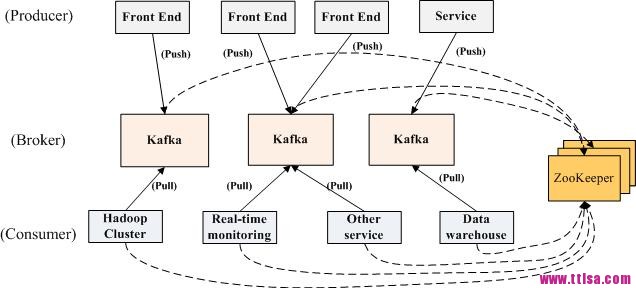 (Producer)
Front End
Front End
Front End
Service
(Push)
(Push)
(Push)
(Push)
(Broker)
Kafka
Kafka
Kafka
ZooKeeper
(Pull)
(Pull)
(Pull)
(Pull)
(Consumer)
Hadoop
Cluster
Real-time
monitoring
Other
service
Data
warehouse
www.ttlsa.com